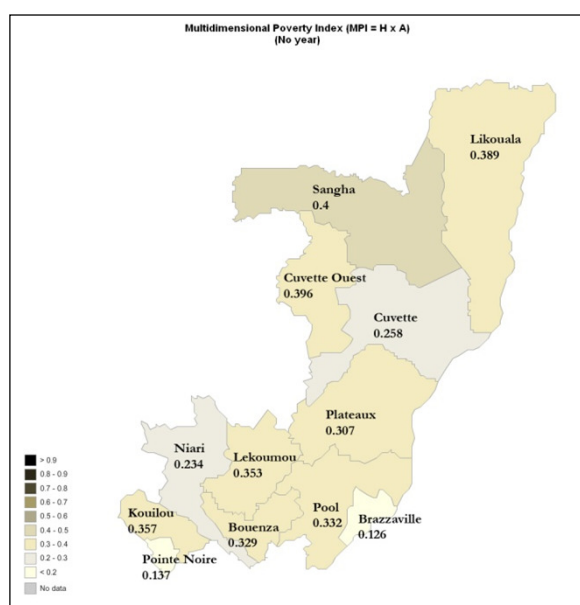 Multidimensional Poverty Index (MPI = H x A)
(No year)
Likouala
0.389
Sangha
0.4
Cuvette Ouest
0.396
Cuvette
0.258
Plateaux
0.307
Niari
0.234
Lekoumou
0.353
Kouilou
0.357
Bouenza
0.329
Pool
0.332
Brazzaville
0.126
Pointe Noire
0.137
> 0.9
0.8 - 0.9
0.7 - 0.8
0.6 - 0.7
0.5 - 0.6
0.4 - 0.5
0.3 - 0.4
0.2 - 0.3
< 0.2
No data